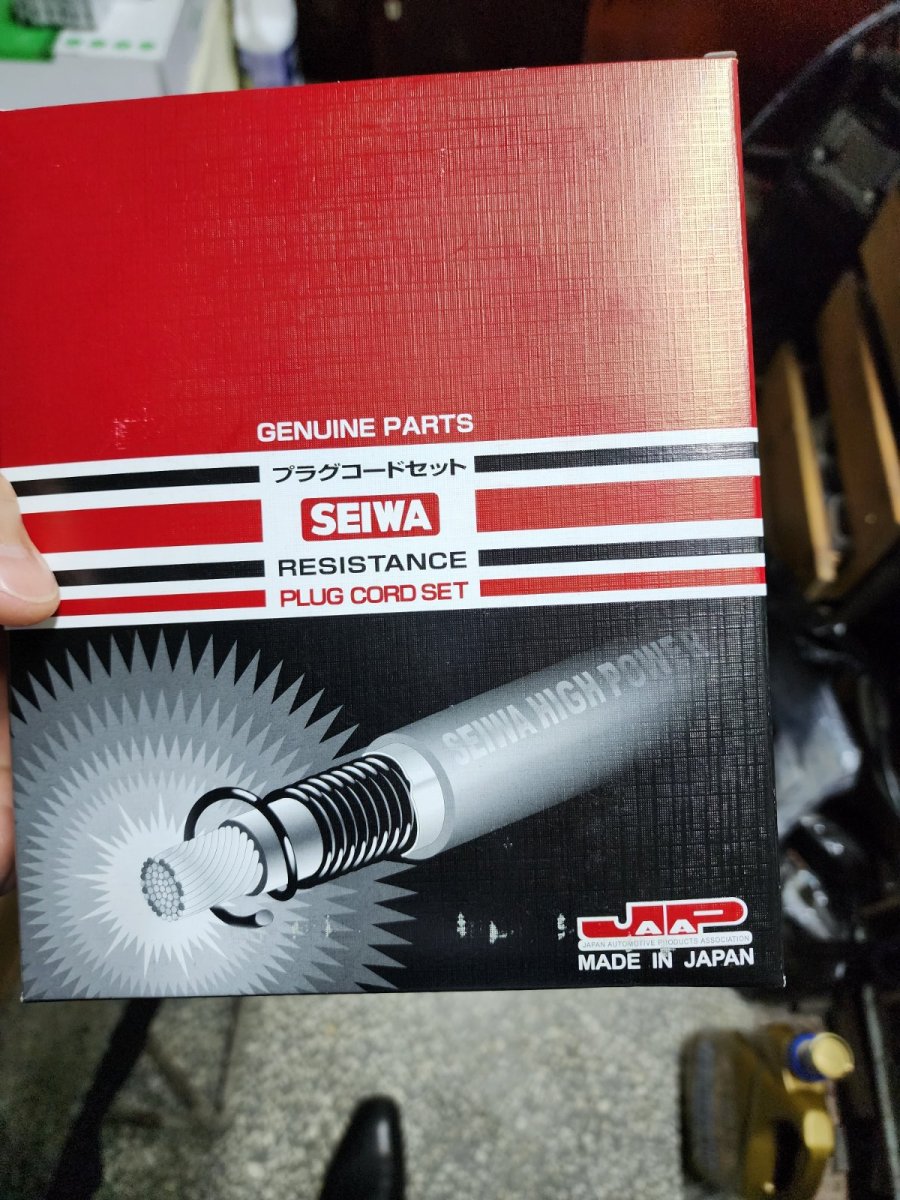 GENUINE PARTS
プラグコードセット
SEIWA
RESISTANCE
PLUG CORD SET
SEIWA HIGH POWER
JAAP
JAPAN AUTOMOTIVE PRODUCTS ASSOCIATION
MADE IN JAPAN